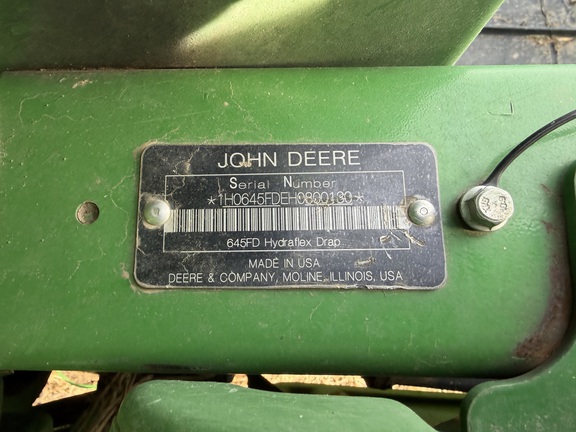 JOHN DEERE
Serial Number
*1H0645FDEH0800130*
645FD Hydraflex Drap
MADE IN USA
DEERE & COMPANY, MOLINE, ILLINOIS, USA